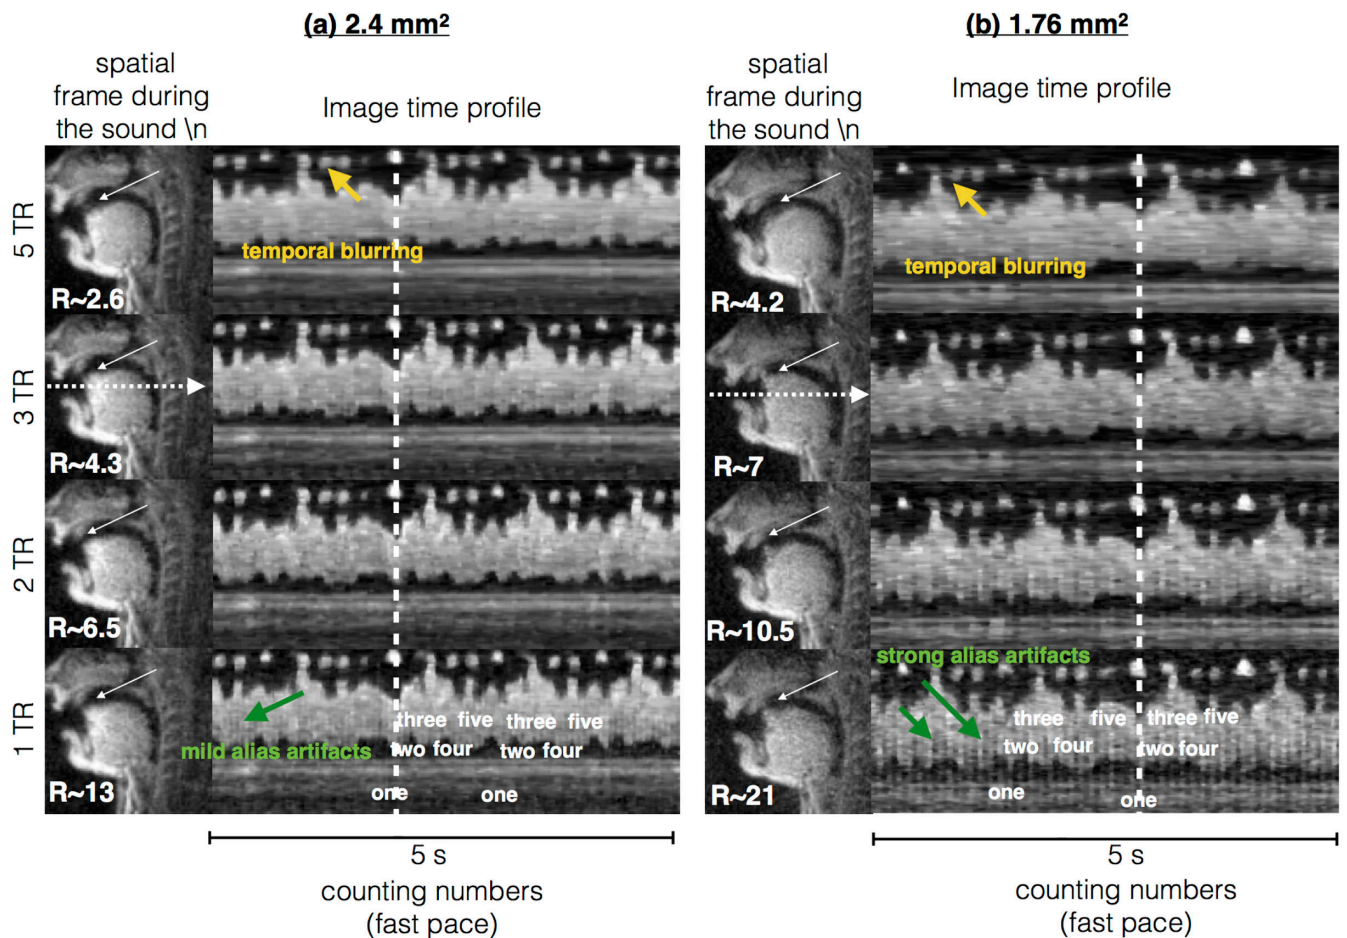 (a) 2.4 mm²
(b) 1.76 mm²
spatial
frame during
the sound \n
Image time profile
spatial
frame during
the sound \n
Image time profile
5 TR
temporal blurring
R~2.6
temporal blurring
R~4.2
3 TR
R~4.3
R~7
2 TR
R~6.5
R~10.5
1 TR
mild alias artifacts
three five three five
two four two four
one one
R~13
strong alias artifacts
three five three five
two four two four
one one
R~21
5 s
counting numbers
(fast pace)
5 s
counting numbers
(fast pace)